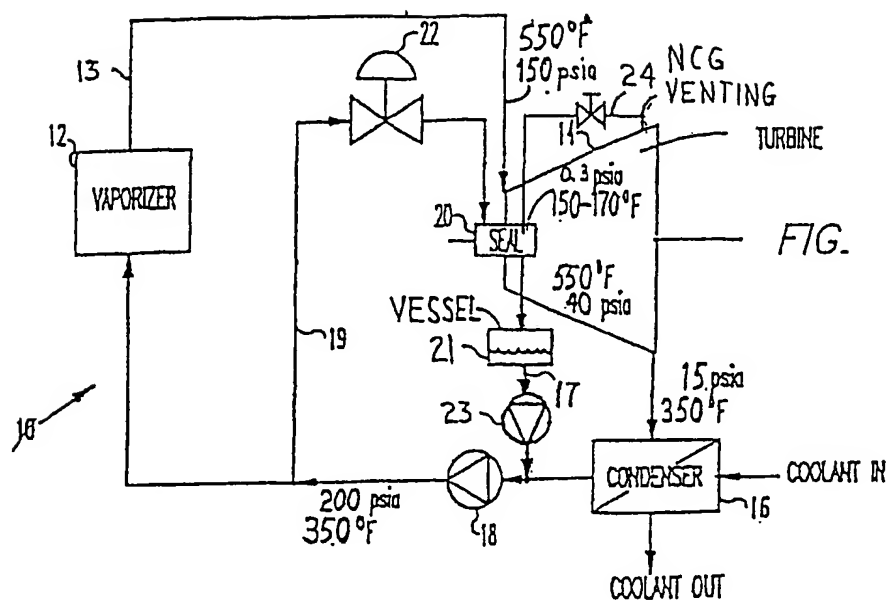 22
550°F
150 psia
NCG
VENTING
13
24
14
TURBINE
12
VAPORIZER
0.3 psia
150-170°F
20
SEAL
FIG.
550°F
40 psia
VESSEL
19
21
17
15 psia
350°F
10
23
CONDENSER
COOLANT IN
200 psia
350°F
18
16
COOLANT OUT